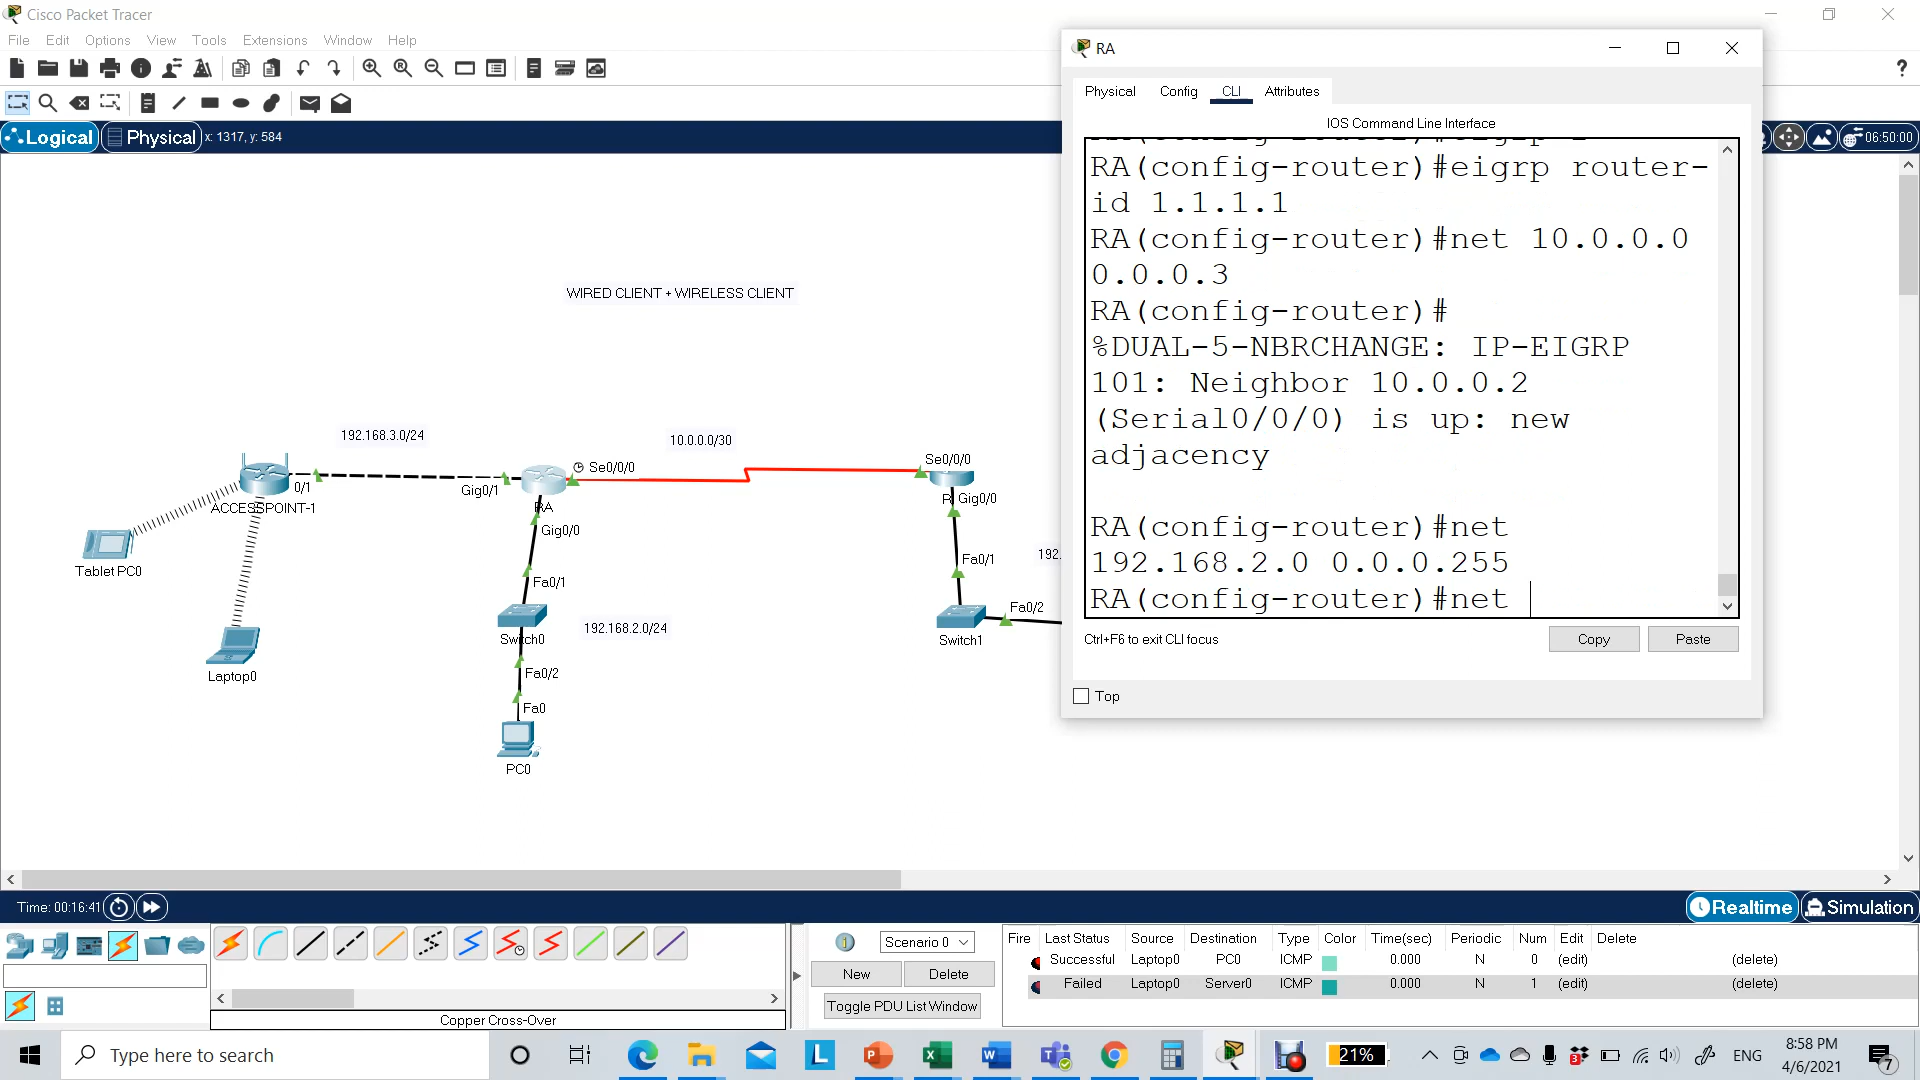 Cisco Packet Tracer
File Edit Options View Tools Extensions Window Help
Logical Physical x: 1317, y: 584
06:50:00
WIRED CLIENT + WIRELESS CLIENT
192.168.3.0/24
10.0.0.0/30
0/1
ACCESSPOINT-1
Gig0/1
Se0/0/0
RA
Gig0/0
Se0/0/0
R
Gig0/0
Tablet PC0
Fa0/1
Fa0/1
192.
Fa0/2
Switch0
192.168.2.0/24
Switch1
Laptop0
Fa0/2
Fa0
PC0
RA
Physical Config CLI Attributes
IOS Command Line Interface
RA(config-router)#eigrp router-
id 1.1.1.1
RA(config-router)#net 10.0.0.0
0.0.0.3
RA(config-router)#
%DUAL-5-NBRCHANGE: IP-EIGRP
101: Neighbor 10.0.0.2
(Serial0/0/0) is up: new
adjacency
RA(config-router)#net
192.168.2.0 0.0.0.255
RA(config-router)#net
Ctrl+F6 to exit CLI focus
Copy Paste
Top
Time: 00:16:41
Realtime Simulation
Copper Cross-Over
Scenario 0
New Delete
Toggle PDU List Window
Fire Last Status Source Destination Type Color Time(sec) Periodic Num Edit Delete
Successful Laptop0 PC0 ICMP 0.000 N 0 (edit) (delete)
Failed Laptop0 Server0 ICMP 0.000 N 1 (edit) (delete)
Type here to search
21%
ENG
8:58 PM
4/6/2021
7